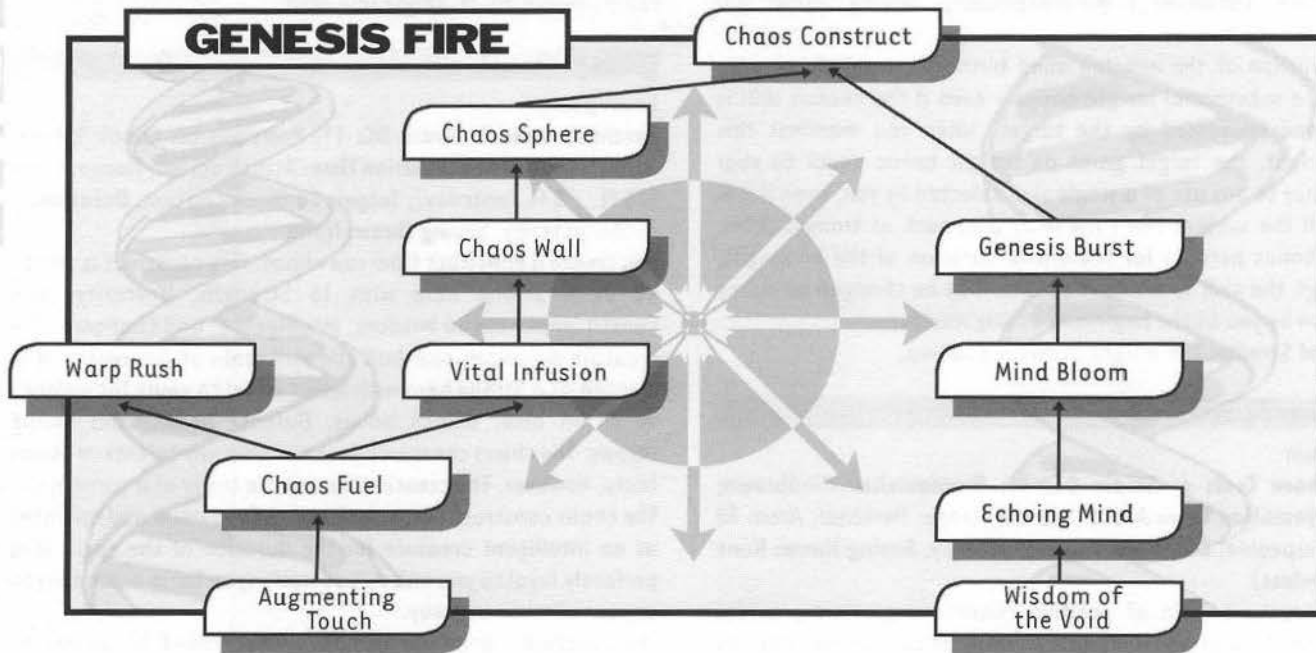 GENESIS FIRE
Chaos Construct
Chaos Sphere
Chaos Wall
Genesis Burst
Warp Rush
Vital Infusion
Mind Bloom
Chaos Fuel
Echoing Mind
Augmenting
Touch
Wisdom of
the Void